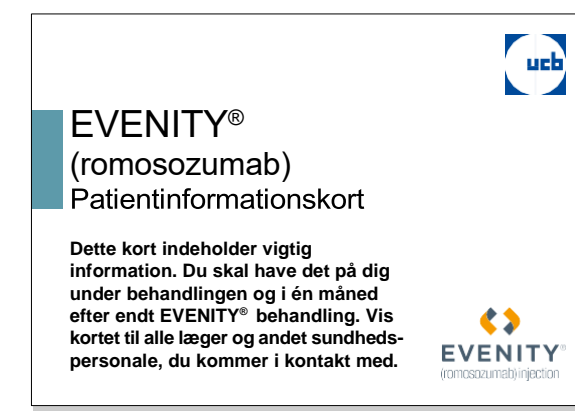 ucb
EVENITY®
(romosozumab)
Patientinformationskort
Dette kort indeholder vigtig
information. Du skal have det på dig
under behandlingen og i én måned
efter endt EVENITY® behandling. Vis
kortet til alle læger og andet sundheds-
personale, du kommer i kontakt med.
EVENITY®
(romosozumab) injection